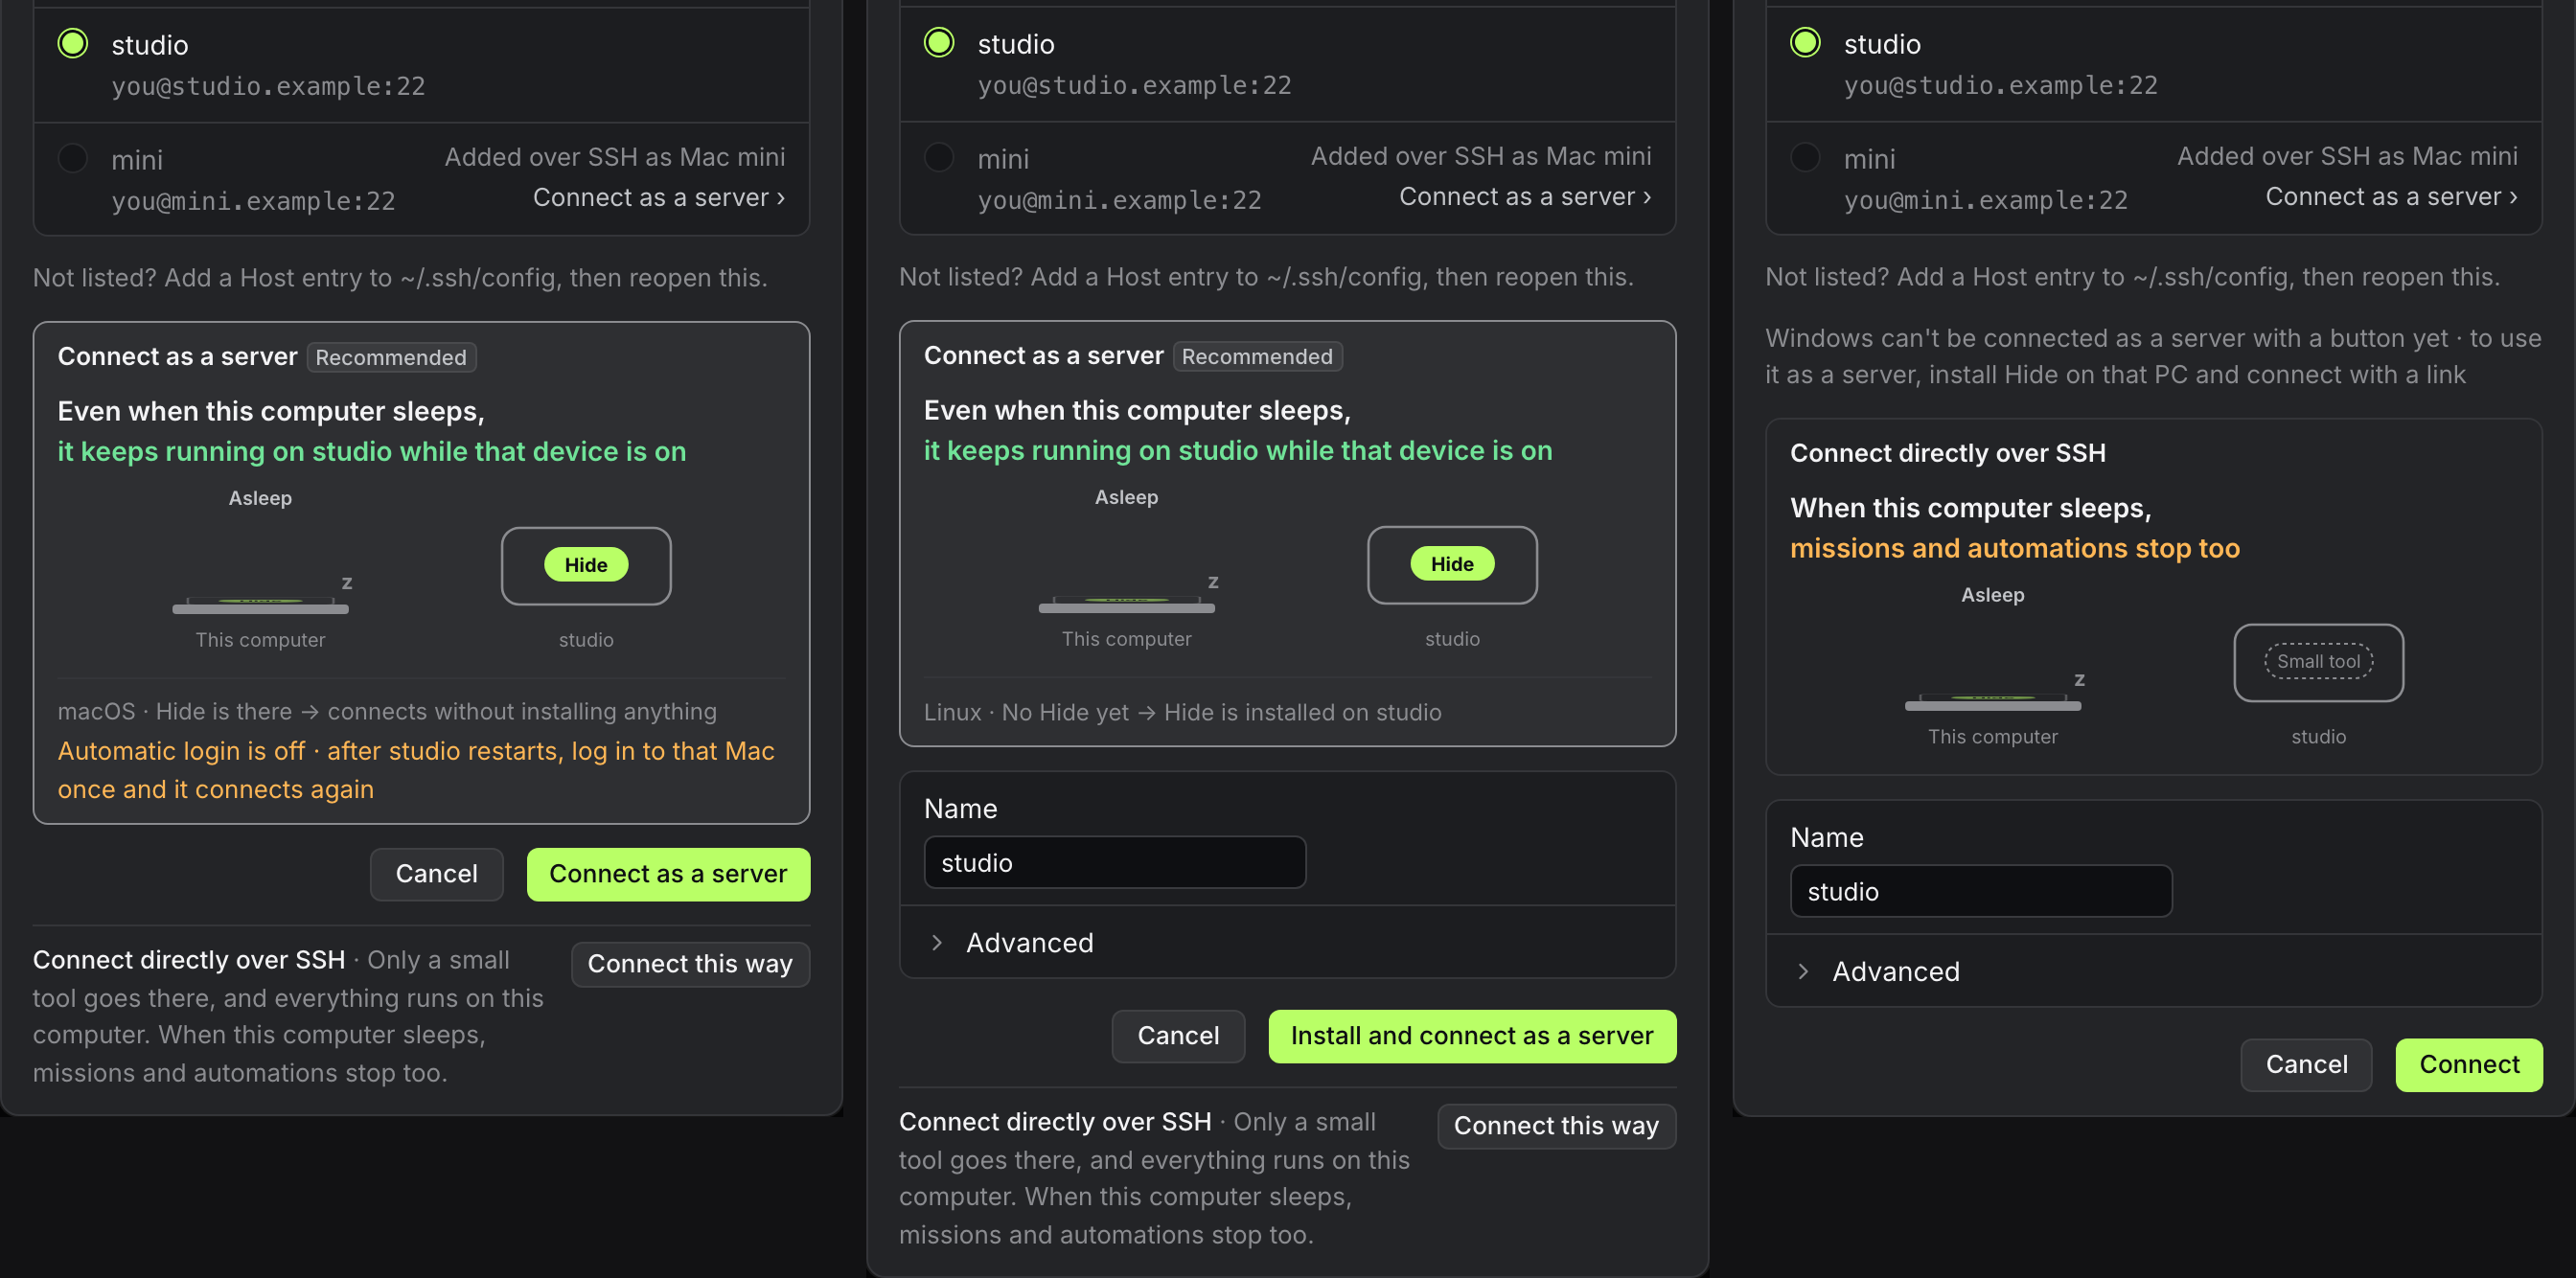 studio
you@studio.example:22
mini
Added over SSH as Mac mini
you@mini.example:22
Connect as a server ›
Not listed? Add a Host entry to ~/.ssh/config, then reopen this.
Connect as a server Recommended
Even when this computer sleeps,
it keeps running on studio while that device is on
Asleep
z
Hide
This computer
studio
macOS · Hide is there → connects without installing anything
Automatic login is off · after studio restarts, log in to that Mac
once and it connects again
Cancel
Connect as a server
Connect directly over SSH · Only a small
tool goes there, and everything runs on this
computer. When this computer sleeps,
missions and automations stop too.
Connect this way
studio
you@studio.example:22
mini
Added over SSH as Mac mini
you@mini.example:22
Connect as a server ›
Not listed? Add a Host entry to ~/.ssh/config, then reopen this.
Connect as a server Recommended
Even when this computer sleeps,
it keeps running on studio while that device is on
Asleep
z
Hide
This computer
studio
Linux · No Hide yet → Hide is installed on studio
Name
studio
Advanced
Cancel
Install and connect as a server
Connect directly over SSH · Only a small
tool goes there, and everything runs on this
computer. When this computer sleeps,
missions and automations stop too.
Connect this way
studio
you@studio.example:22
mini
Added over SSH as Mac mini
you@mini.example:22
Connect as a server ›
Not listed? Add a Host entry to ~/.ssh/config, then reopen this.
Windows can't be connected as a server with a button yet · to use
it as a server, install Hide on that PC and connect with a link
Connect directly over SSH
When this computer sleeps,
missions and automations stop too
Asleep
z
Small tool
This computer
studio
Name
studio
Advanced
Cancel
Connect